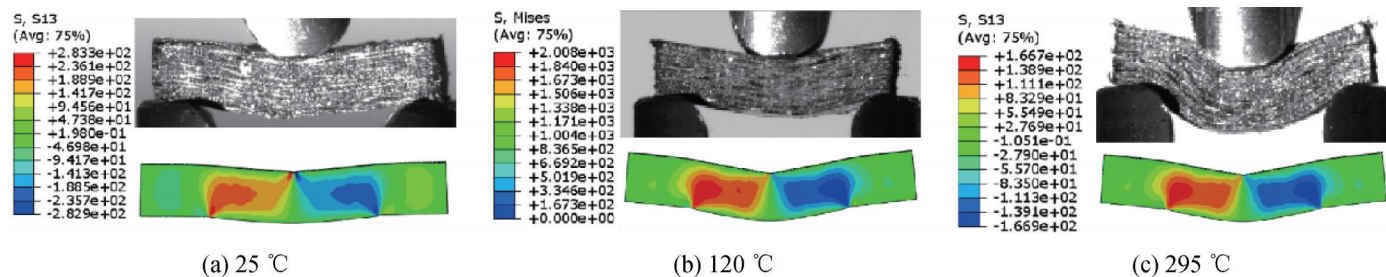 S, S13
(Avg: 75%)
+2.833e+02
+2.361e+02
+1.889e+02
+1.417e+02
+9.456e+01
+4.738e+01
+1.980e-01
-4.698e+01
-9.417e+01
-1.413e+02
-1.885e+02
-2.357e+02
-2.829e+02
(a) 25 ℃
S, Mises
(Avg: 75%)
+2.008e+03
+1.840e+03
+1.673e+03
+1.506e+03
+1.338e+03
+1.171e+03
+1.004e+03
+8.365e+02
+6.692e+02
+5.019e+02
+3.346e+02
+1.673e+02
+0.000e+00
(b) 120 ℃
S, S13
(Avg: 75%)
+1.667e+02
+1.389e+02
+1.111e+02
+8.329e+01
+5.549e+01
+2.769e+01
-1.051e-01
-2.790e+01
-5.570e+01
-8.350e+01
-1.113e+02
-1.391e+02
-1.669e+02
(c) 295 ℃